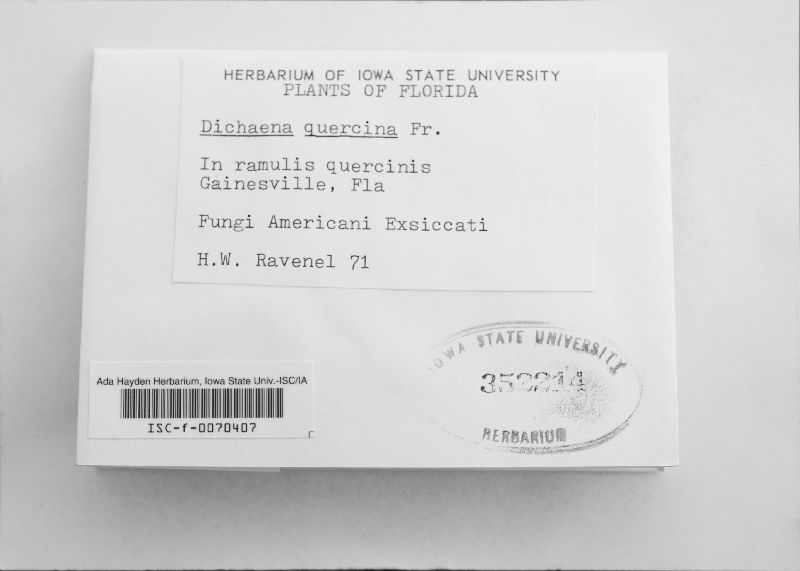 HERBARIUM OF IOWA STATE UNIVERSITY
PLANTS OF FLORIDA
Dichaena quercina Fr.
In ramulis quercinis
Gainesville, Fla
Fungi Americani Exsiccati
H.W. Ravenel 71
Ada Hayden Herbarium, Iowa State Univ.-ISC/IA
ISC-f-0070407
IOWA STATE UNIVERSITY
HERBARIUM